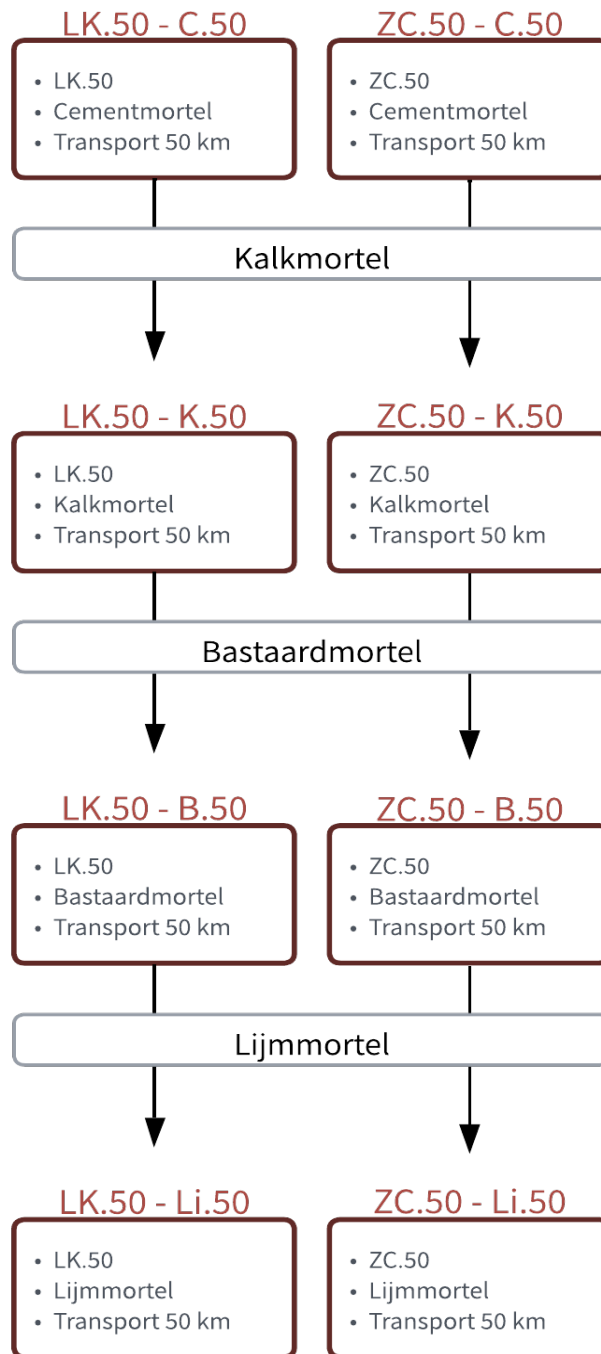 LK.50 - C.50
• LK.50
• Cementmortel
• Transport 50 km
ZC.50 - C.50
• ZC.50
• Cementmortel
• Transport 50 km
Kalkmortel
LK.50 - K.50
• LK.50
• Kalkmortel
• Transport 50 km
ZC.50 - K.50
• ZC.50
• Kalkmortel
• Transport 50 km
Bastaardmortel
LK.50 - B.50
• LK.50
• Bastaardmortel
• Transport 50 km
ZC.50 - B.50
• ZC.50
• Bastaardmortel
• Transport 50 km
Lijmmortel
LK.50 - Li.50
• LK.50
• Lijmmortel
• Transport 50 km
ZC.50 - Li.50
• ZC.50
• Lijmmortel
• Transport 50 km